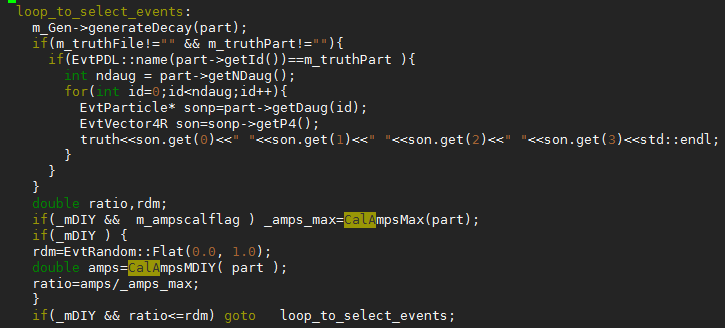 loop_to_select_events:
m_Gen->generateDecay(part);
if(m_truthFile!="" && m_truthPart!=""){
if(EvtPDL::name(part->getId())==m_truthPart ){
int ndaug = part->getNDaug();
for(int id=0;id<ndaug;id++){
EvtParticle* sonp=part->getDaug(id);
EvtVector4R son=sonp->getP4();
truth<<son.get(0)<<" "<<son.get(1)<<" "<<son.get(2)<<" "<<son.get(3)<<std::endl;
}
}
}
double ratio,rdm;
if(_mDIY &&  m_ampscalflag ) _amps_max=CalAmpsMax(part);
if(_mDIY ) {
rdm=EvtRandom::Flat(0.0, 1.0);
double amps=CalAmpsMDIY( part );
ratio=amps/_amps_max;
}
if(_mDIY && ratio<=rdm) goto   loop_to_select_events;